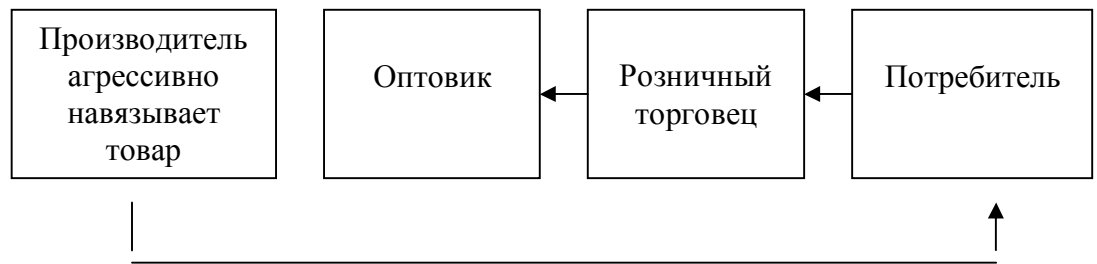 Производитель
агрессивно
навязывает
товар
Оптовик
Розничный
торговец
Потребитель